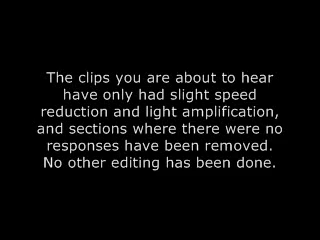 The clips you are about to hear
have only had slight speed
reduction and light amplification,
and sections where there were no
responses have been removed.
No other editing has been done.